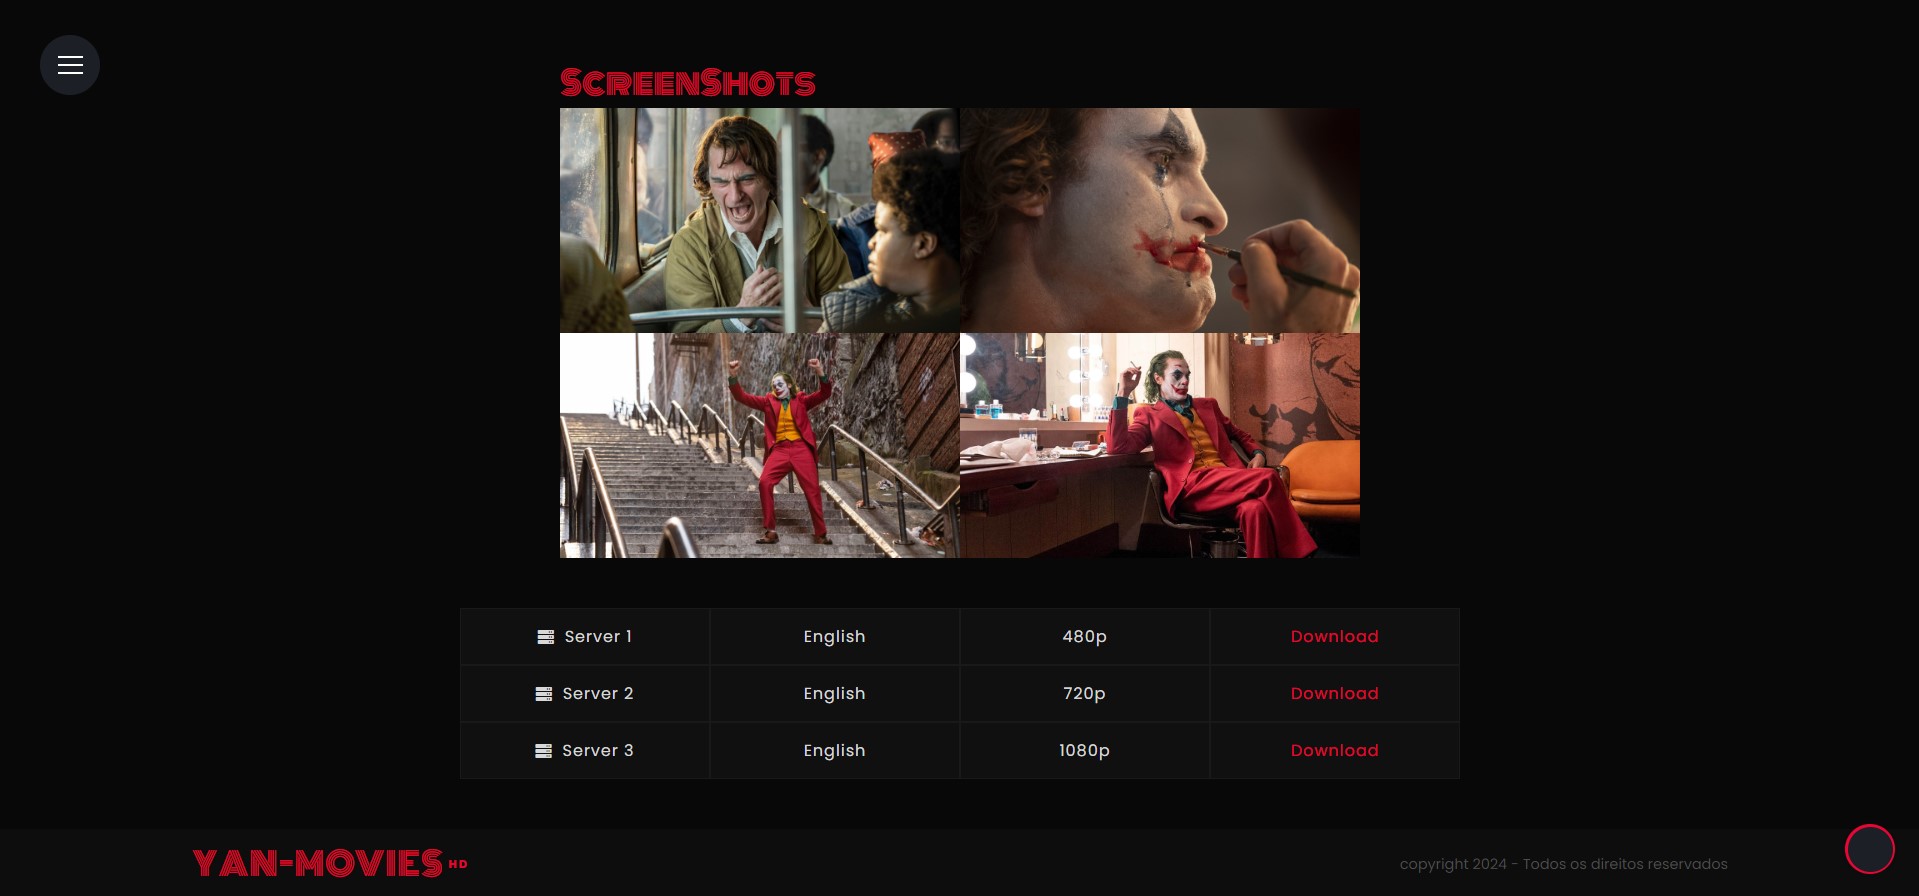 ScreenShots
Server 1 English 480p Download
Server 2 English 720p Download
Server 3 English 1080p Download
YAN-MOVIES HD
copyright 2024 - Todos os direitos reservados